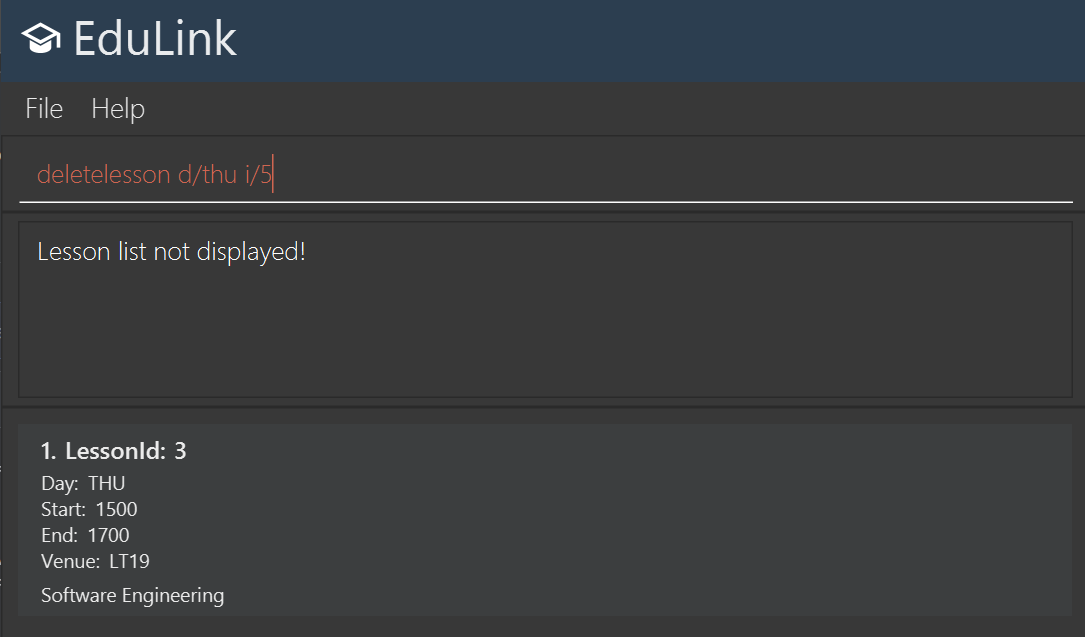 EduLink
File Help
deletelesson d/thu i/5
Lesson list not displayed!
1. LessonId: 3
Day: THU
Start: 1500
End: 1700
Venue: LT19
Software Engineering